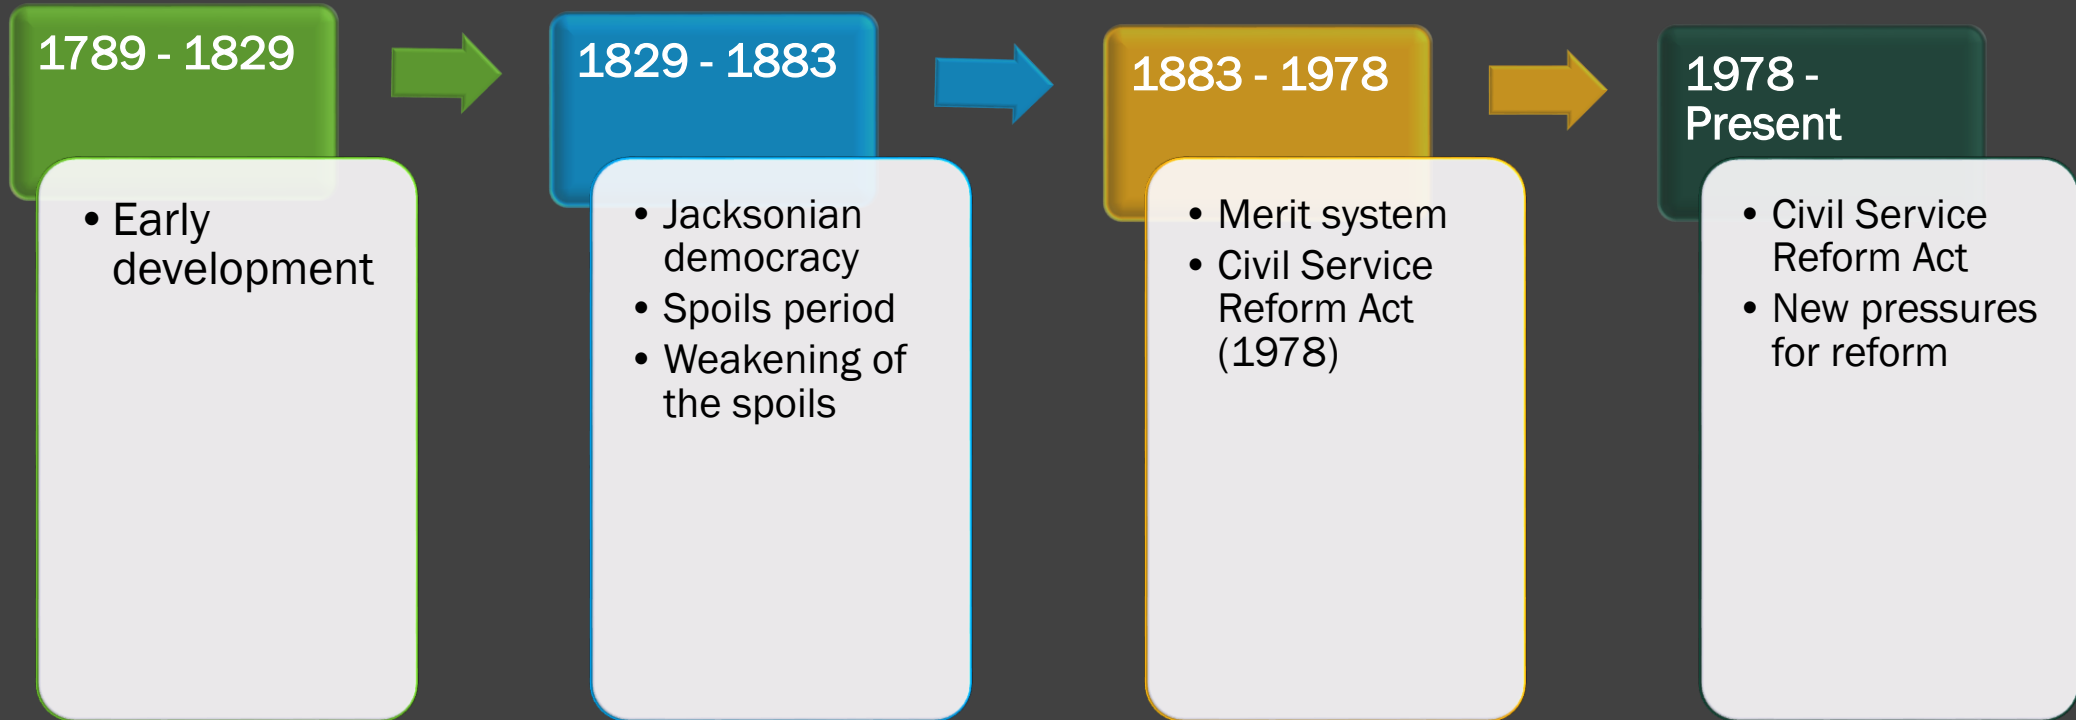 1789 - 1829
• Early
development
1829 - 1883
• Jacksonian
democracy
• Spoils period
• Weakening of
the spoils
1883 - 1978
• Merit system
• Civil Service
Reform Act
(1978)
1978 -
Present
• Civil Service
Reform Act
• New pressures
for reform